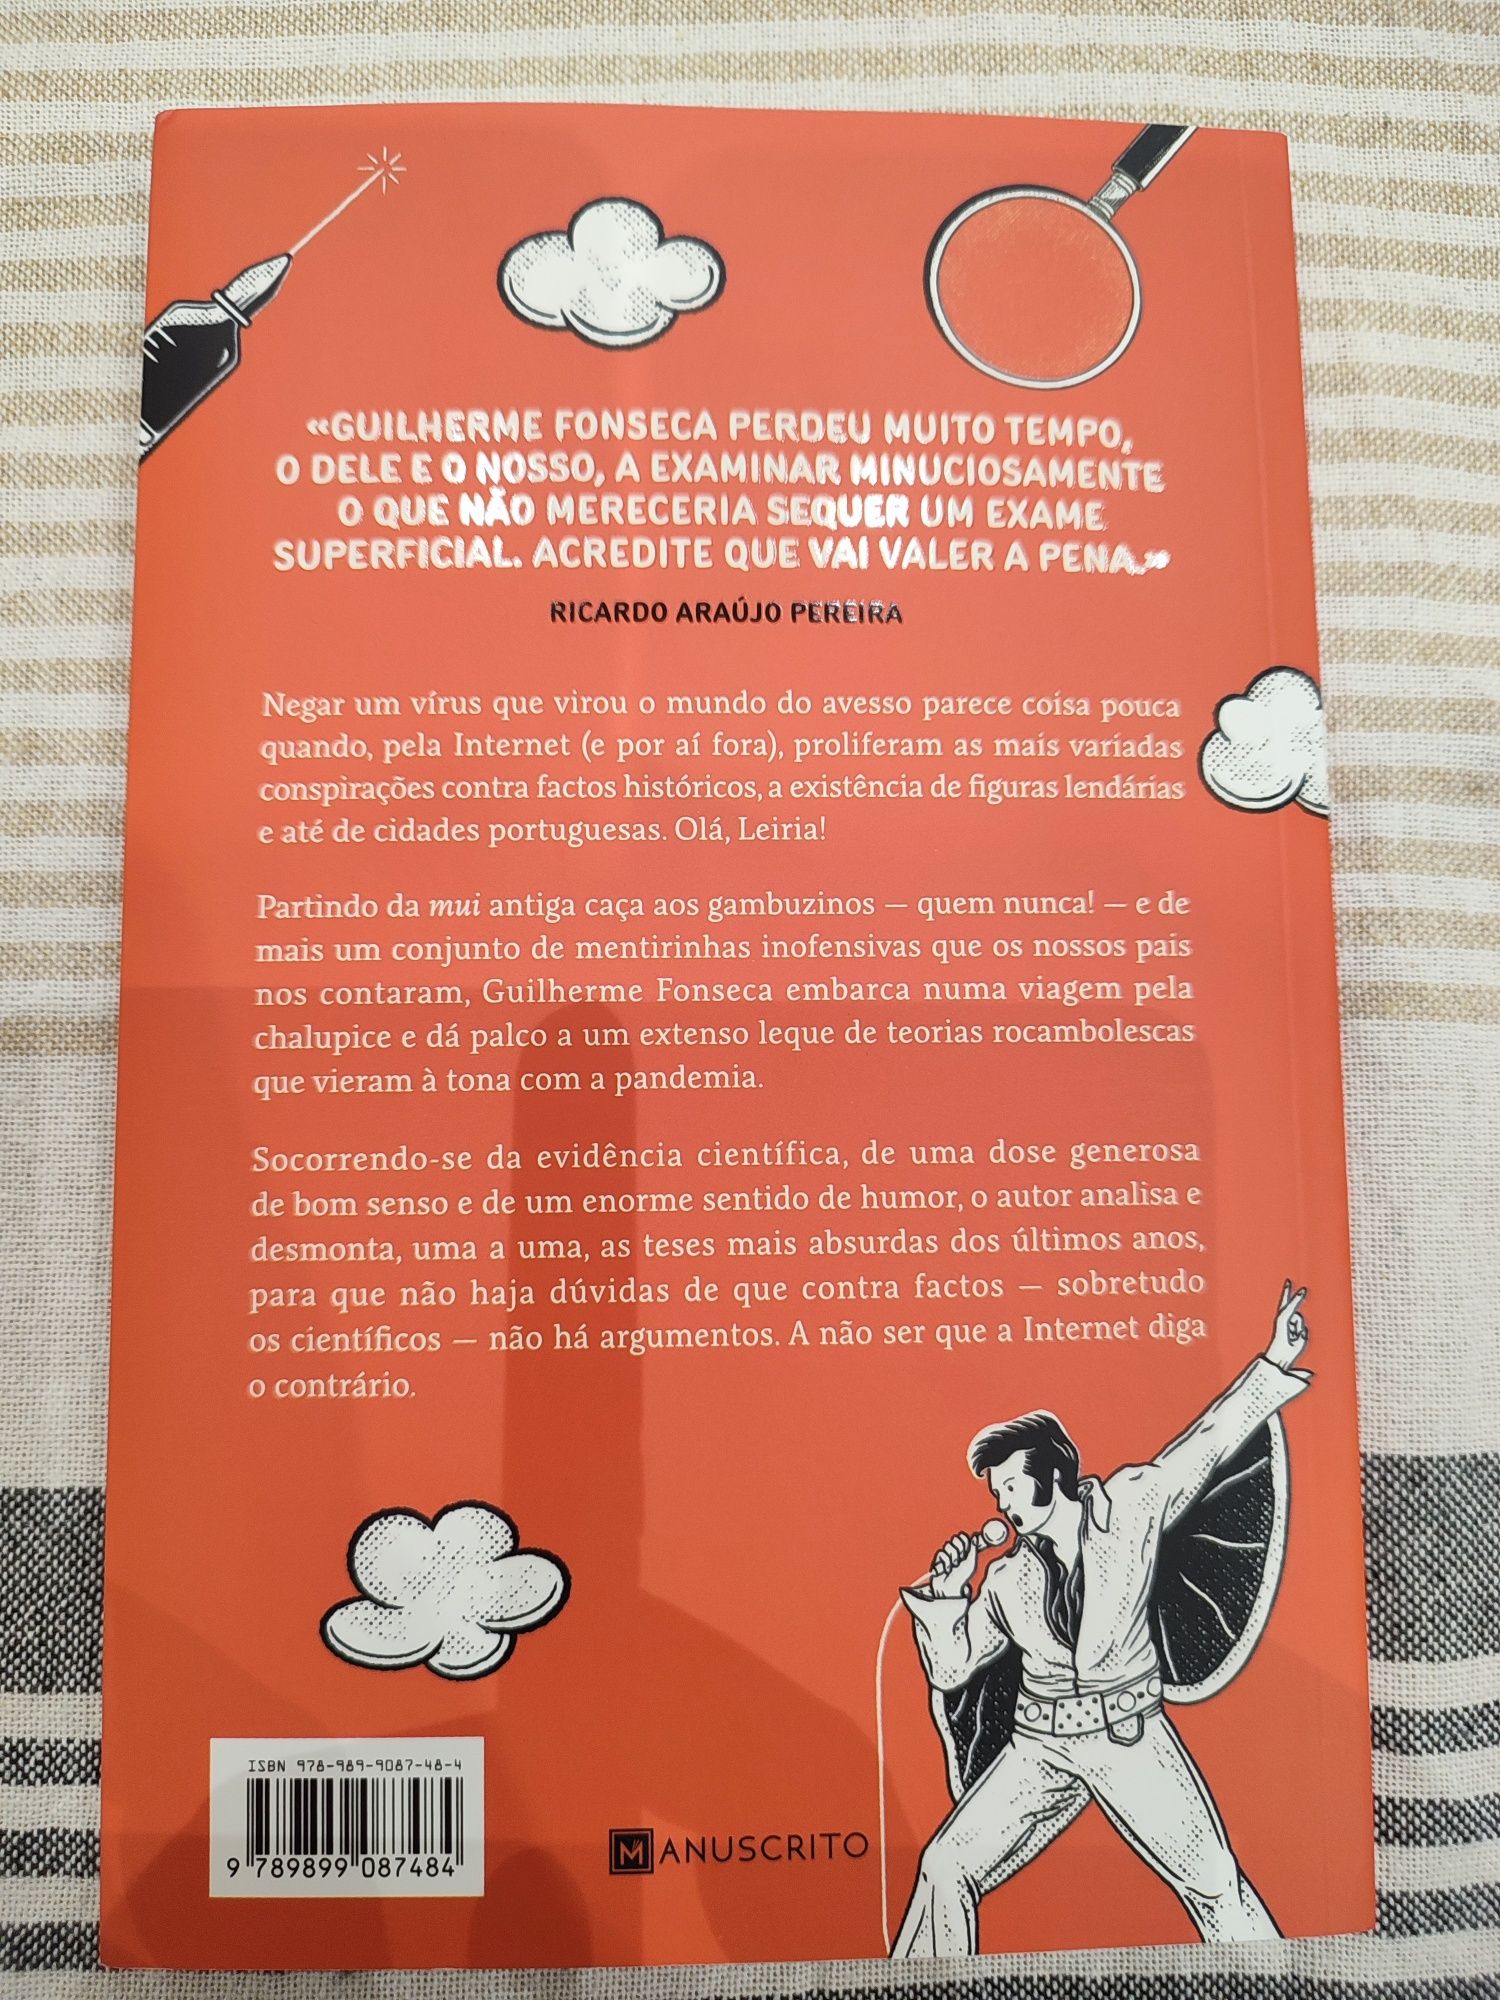 «GUILHERME FONSECA PERDEU MUITO TEMPO,
O DELE E O NOSSO, A EXAMINAR MINUCIOSAMENTE
O QUE NÃO MERECERIA SEQUER UM EXAME
SUPERFICIAL. ACREDITE QUE VAI VALER A PENA.»
RICARDO ARAÚJO PEREIRA
Negar um vírus que virou o mundo do avesso parece coisa pouca
quando, pela Internet (e por aí fora), proliferam as mais variadas
conspirações contra factos históricos, a existência de figuras lendárias
e até de cidades portuguesas. Olá, Leiria!
Partindo da mui antiga caça aos gambuzinos — quem nunca! — e de
mais um conjunto de mentirinhas inofensivas que os nossos pais
nos contaram, Guilherme Fonseca embarca numa viagem pela
chalupice e dá palco a um extenso leque de teorias rocambolescas
que vieram à tona com a pandemia.
Socorrendo-se da evidência científica, de uma dose generosa
de bom senso e de um enorme sentido de humor, o autor analisa e
desmonta, uma a uma, as teses mais absurdas dos últimos anos,
para que não haja dúvidas de que contra factos — sobretudo
os científicos — não há argumentos. A não ser que a Internet diga
o contrário.
ISBN 978-989-9087-48-4
9 789899 087484
MANUSCRITO